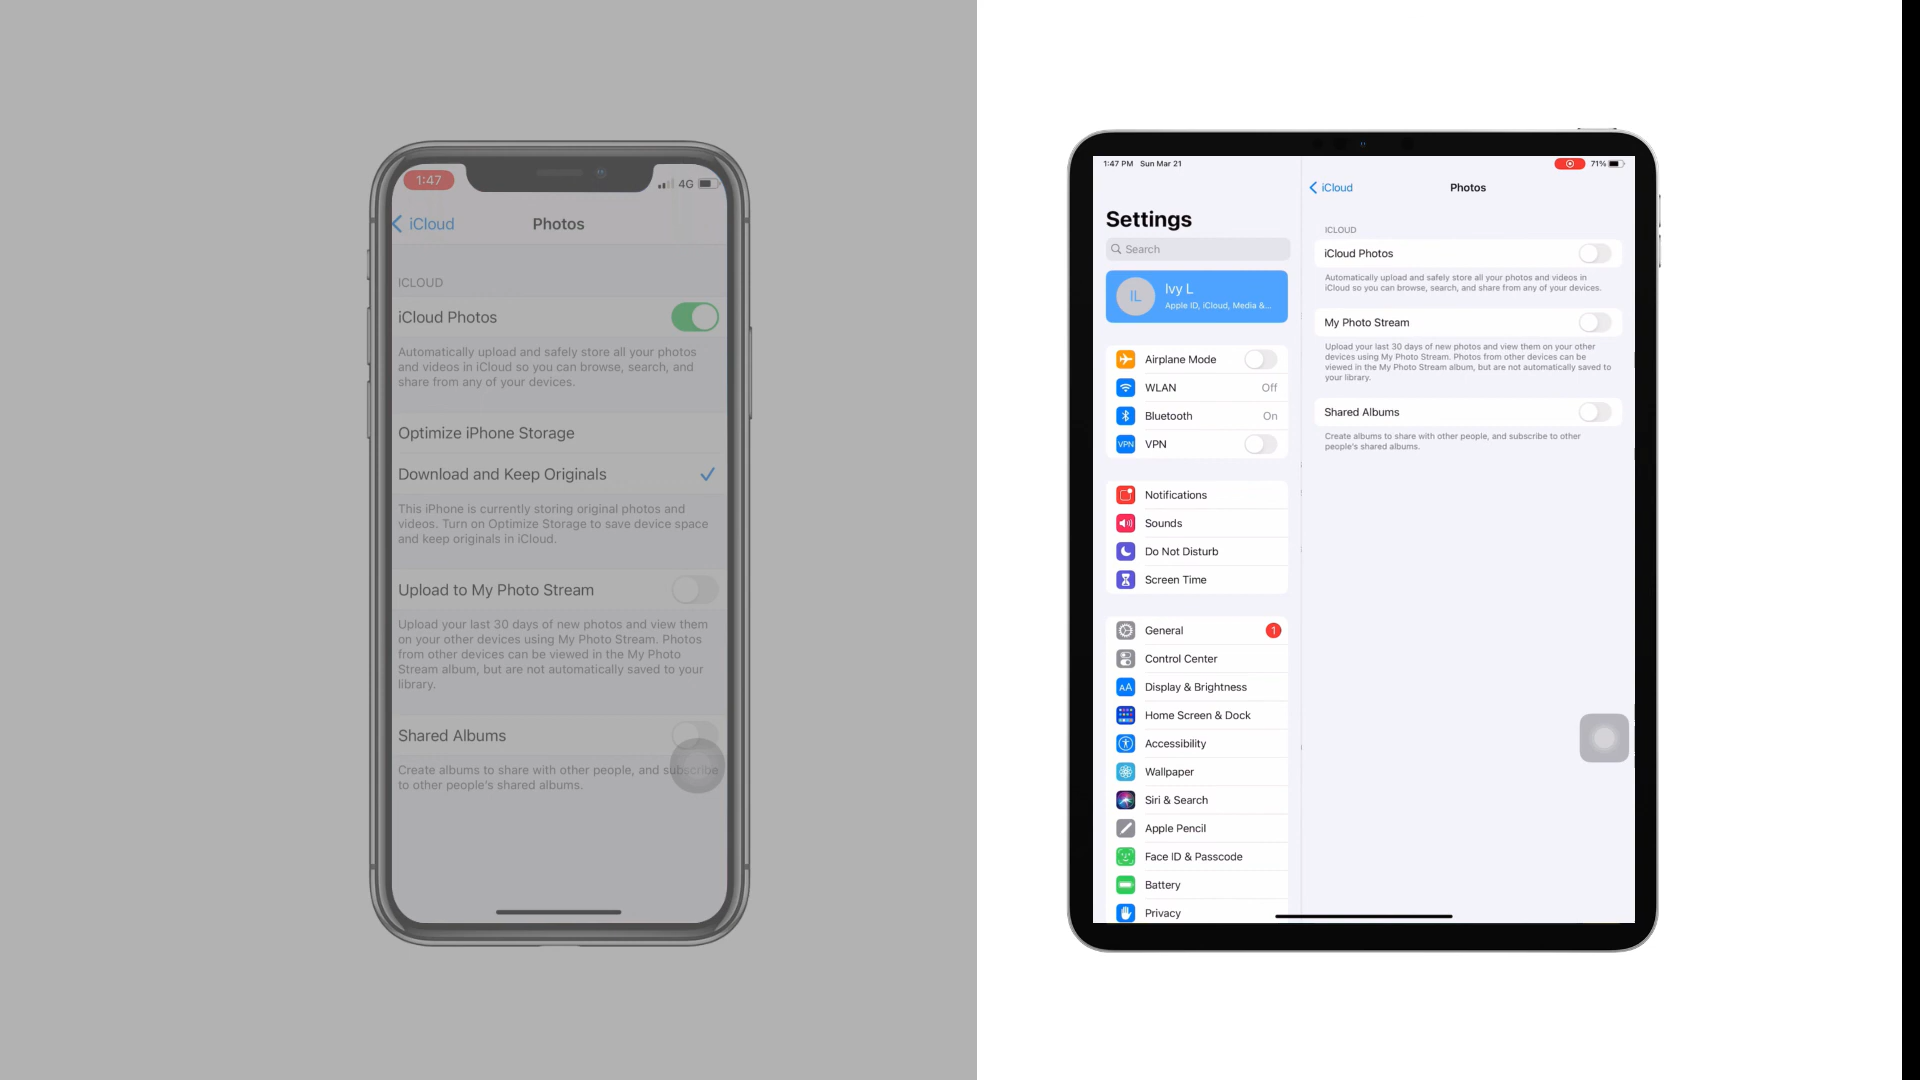 1:47
4G
iCloud
Photos
ICLOUD
iCloud Photos
Automatically upload and safely store all your photos
and videos in iCloud so you can browse, search, and
share from any of your devices.
Optimize iPhone Storage
Download and Keep Originals
This iPhone is currently storing original photos and
videos. Turn on Optimize Storage to save device space
and keep originals in iCloud.
Upload to My Photo Stream
Upload your last 30 days of new photos and view them
on your other devices using My Photo Stream. Photos
from other devices can be viewed in the My Photo
Stream album, but are not automatically saved to your
library.
Shared Albums
Create albums to share with other people, and subscribe
to other people's shared albums.
1:47 PM Sun Mar 21
71%
Settings
Search
IL
Ivy L
Apple ID, iCloud, Media &...
Airplane Mode
WLAN Off
Bluetooth On
VPN VPN
Notifications
Sounds
Do Not Disturb
Screen Time
General 1
Control Center
AA Display & Brightness
Home Screen & Dock
Accessibility
Wallpaper
Siri & Search
Apple Pencil
Face ID & Passcode
Battery
Privacy
iCloud
Photos
ICLOUD
iCloud Photos
Automatically upload and safely store all your photos and videos in
iCloud so you can browse, search, and share from any of your devices.
My Photo Stream
Upload your last 30 days of new photos and view them on your other
devices using My Photo Stream. Photos from other devices can be
viewed in the My Photo Stream album, but are not automatically saved to
your library.
Shared Albums
Create albums to share with other people, and subscribe to other
people's shared albums.